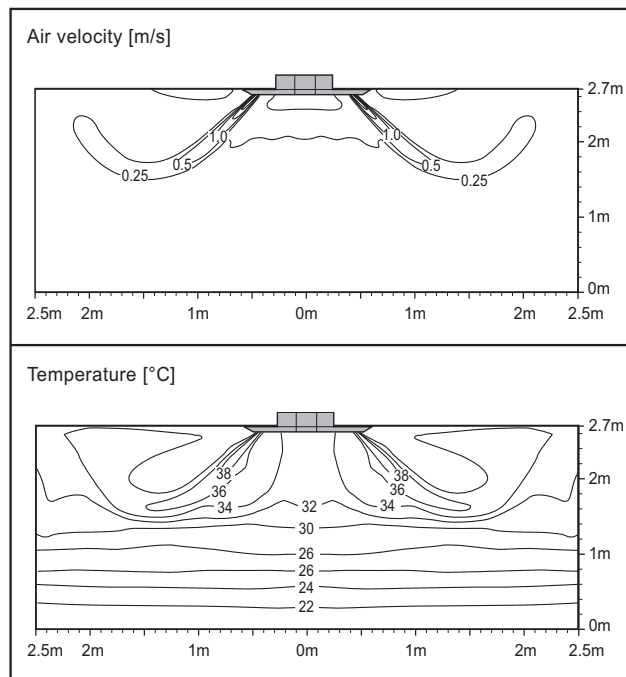 Air velocity [m/s]
2.7m
1.0 1.0
2m
0.5 0.5
0.25 0.25
1m
0m
2.5m 2m 1m 0m 1m 2m 2.5m
Temperature [°C]
2.7m
38 38
2m
36 36
34 32 34
30
26 1m
26
24
22
0m
2.5m 2m 1m 0m 1m 2m 2.5m